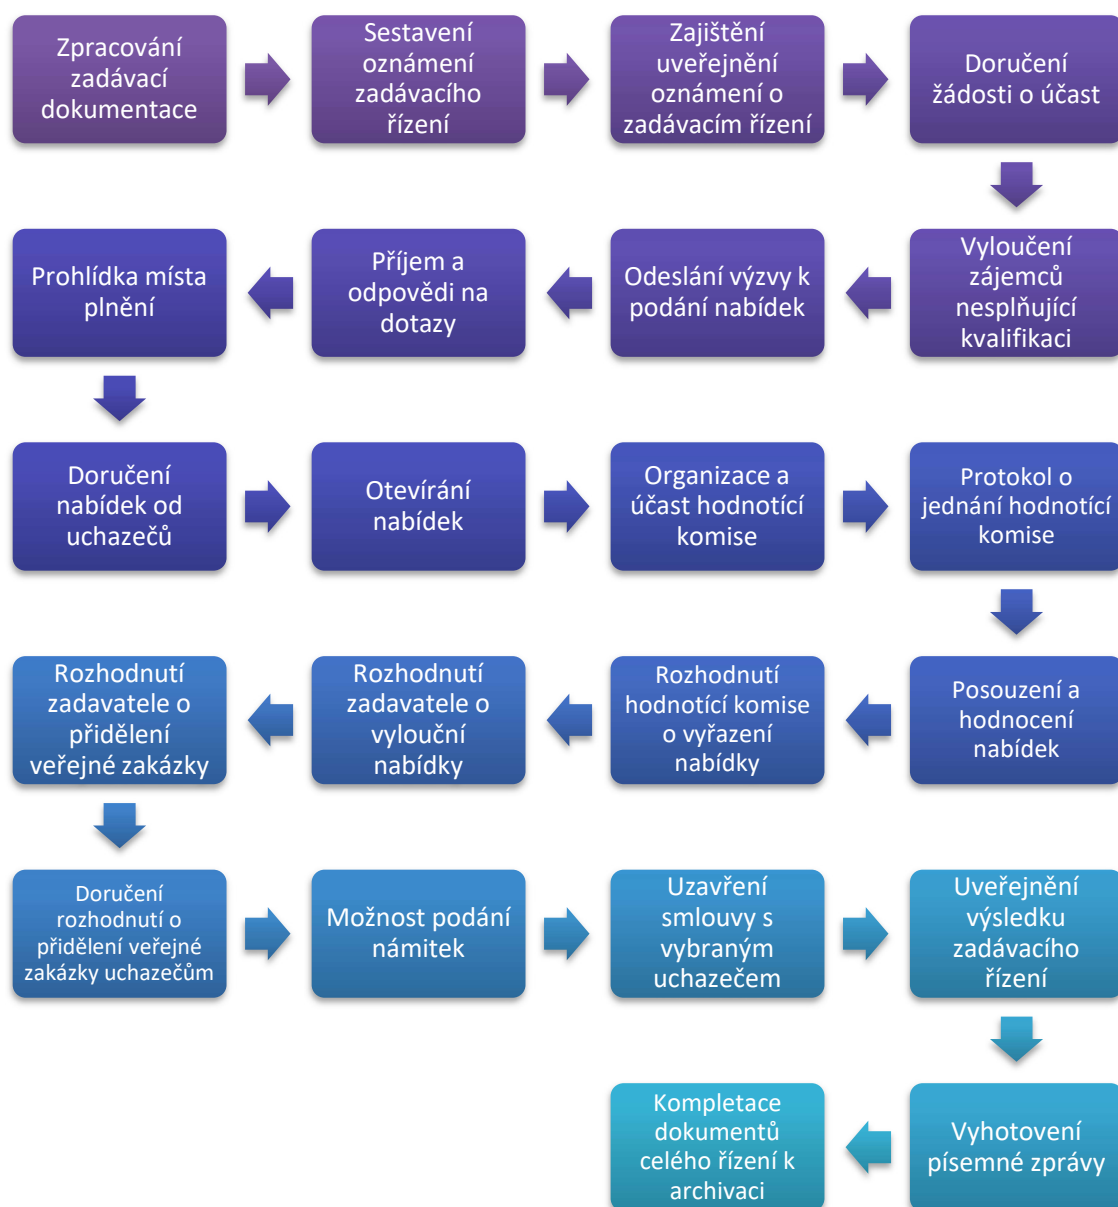 Zpracování
zadávací
dokumentace
Sestavení
oznámení
zadávacího
řízení
Zajištění
uveřejnění
oznámení o
zadávacím řízení
Doručení
žádosti o účast
Vyloučení
zájemců
nesplňující
kvalifikaci
Odeslání výzvy k
podání nabídek
Příjem a
odpovědi na
dotazy
Prohlídka místa
plnění
Doručení
nabídek od
uchazečů
Otevírání
nabídek
Organizace a
účast hodnotící
komise
Protokol o
jednání hodnotící
komise
Posouzení a
hodnocení
nabídek
Rozhodnutí
hodnotící komise
o vyřazení
nabídky
Rozhodnutí
zadavatele o
vylouční
nabídky
Rozhodnutí
zadavatele o
přidělení
veřejné zakázky
Doručení
rozhodnutí o
přidělení veřejné
zakázky uchazečům
Možnost podání
námitek
Uzavření
smlouvy s
vybraným
uchazečem
Uveřejnění
výsledku
zadávacího
řízení
Vyhotovení
písemné zprávy
Kompletace
dokumentů
celého řízení k
archivaci